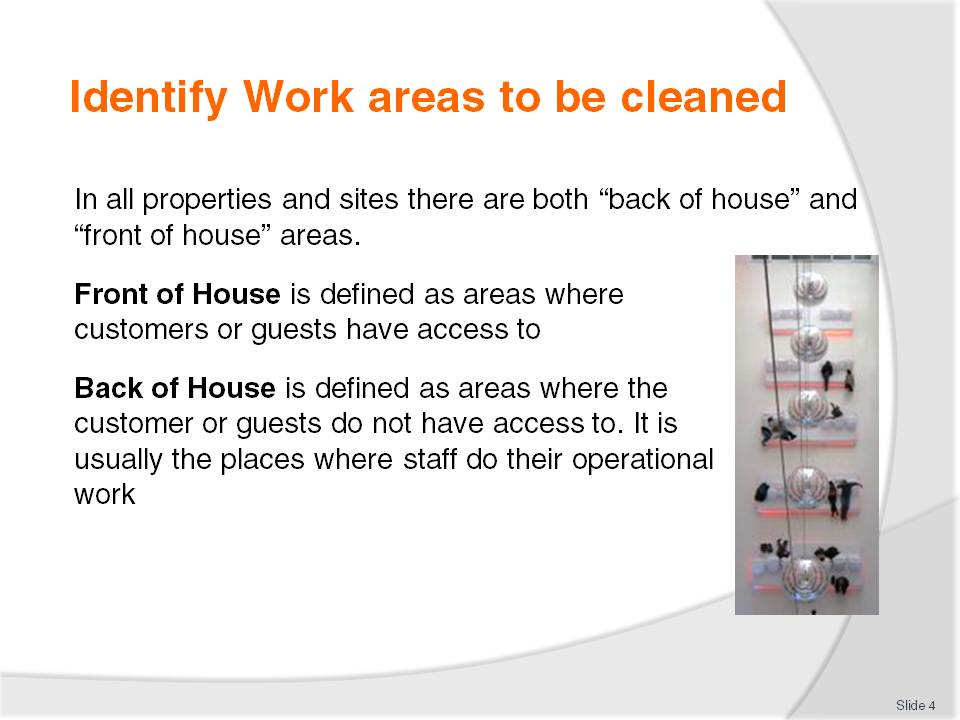 Identify Work areas to be cleaned
In all properties and sites there are both “back of house” and
“front of house” areas.
Front of House is defined as areas where
customers or guests have access to
Back of House is defined as areas where the
customer or guests do not have access to. It is
usually the places where staff do their operational
work
Slide 4